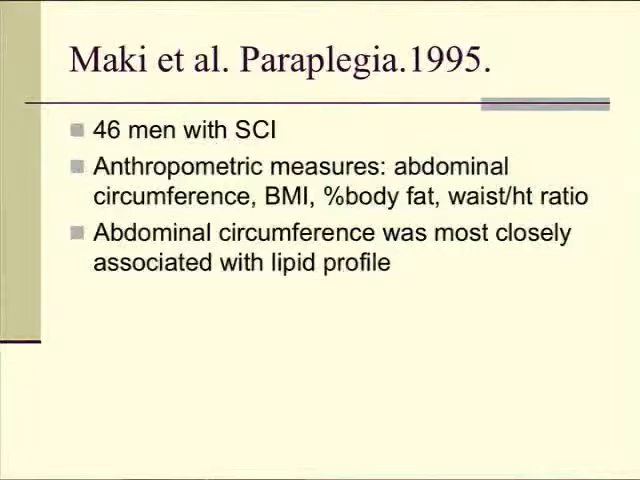 Maki et al. Paraplegia.1995.
46 men with SCI
Anthropometric measures: abdominal
circumference, BMI, %body fat, waist/ht ratio
Abdominal circumference was most closely
associated with lipid profile